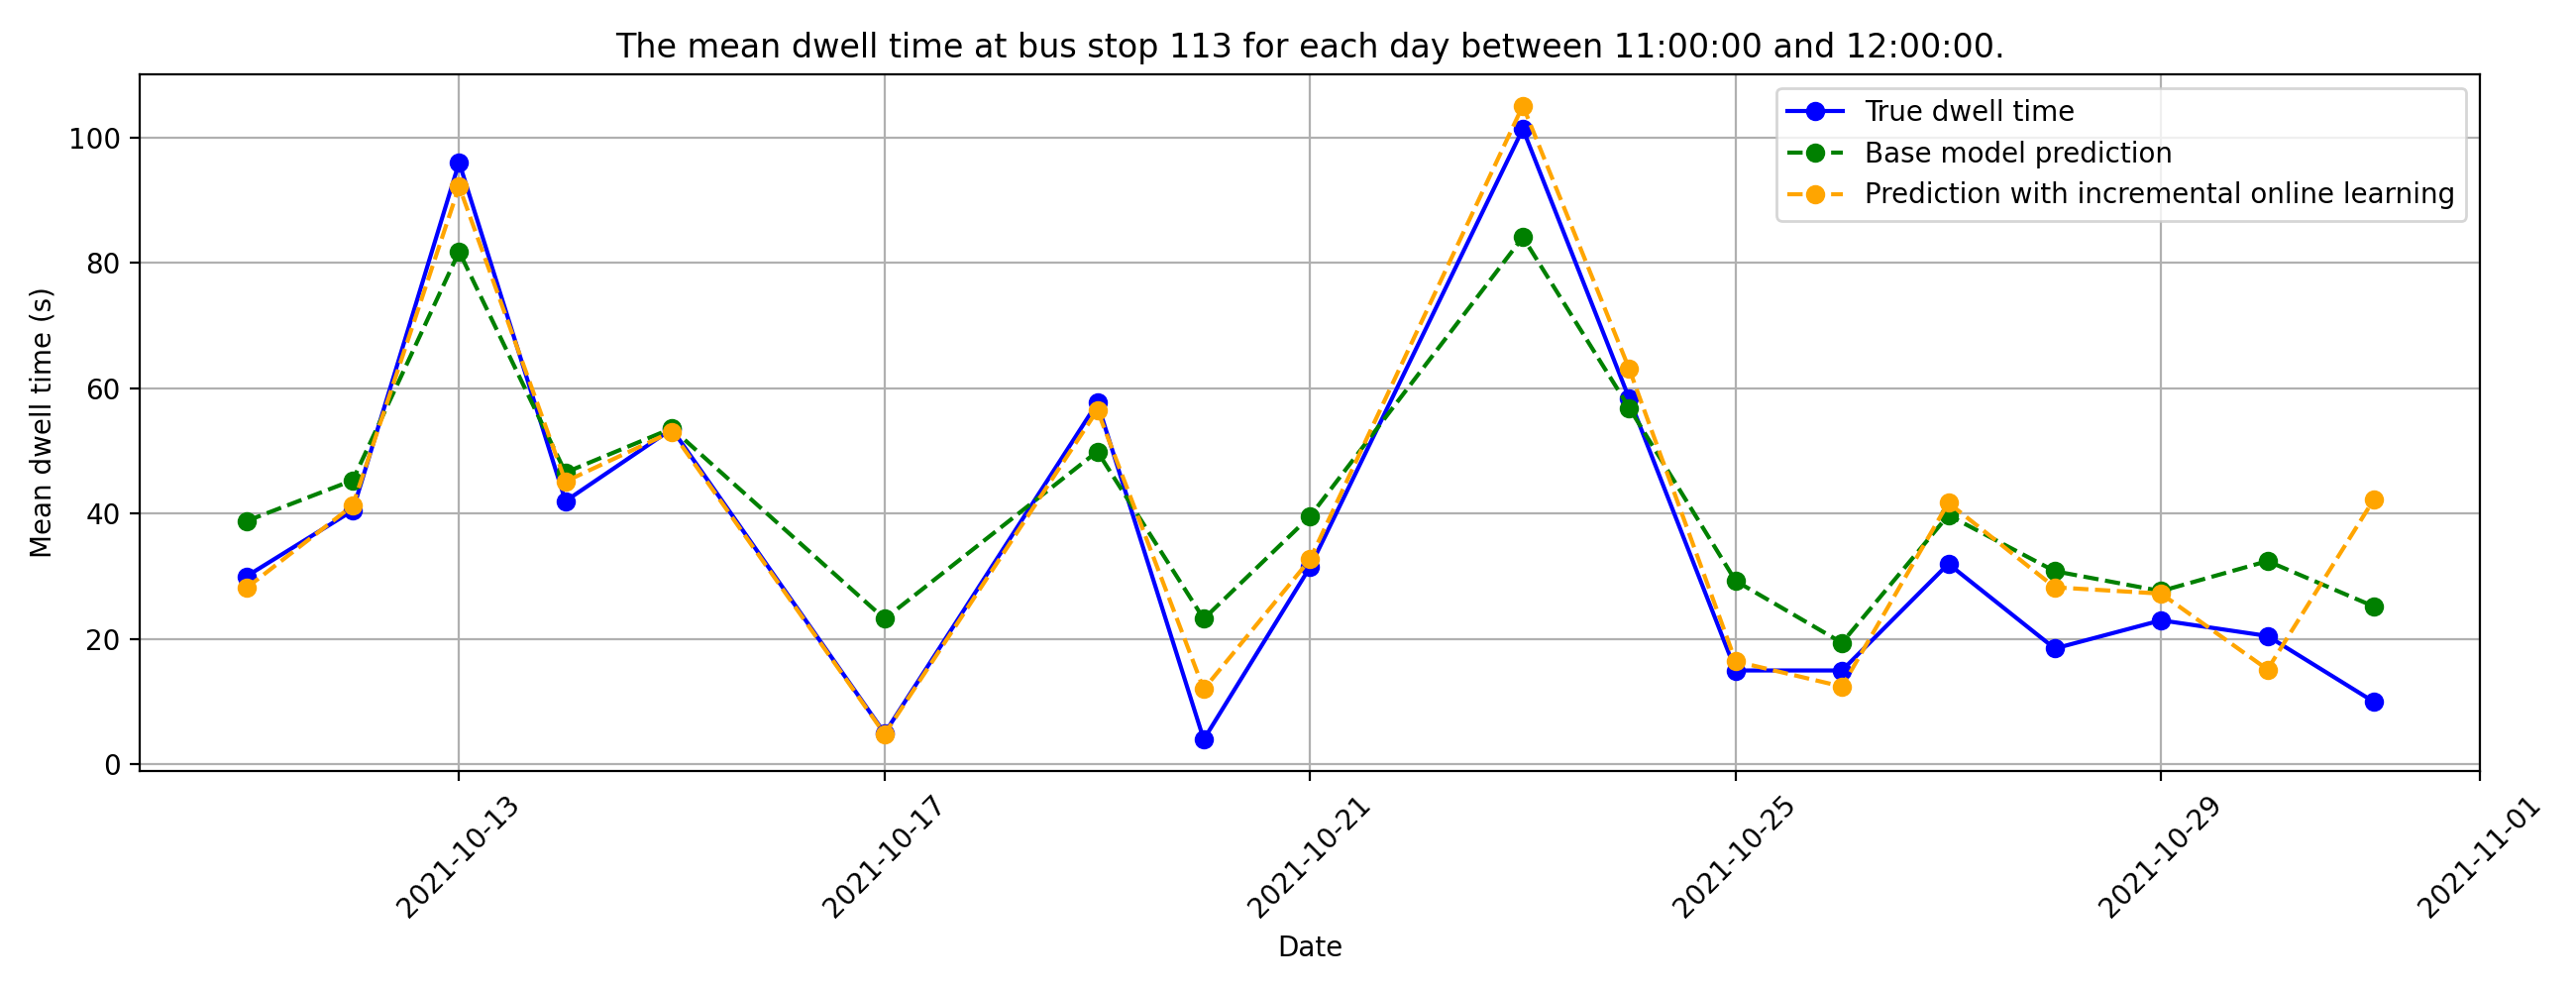 The mean dwell time at bus stop 113 for each day between 11:00:00 and 12:00:00.
True dwell time
Base model prediction
Prediction with incremental online learning
Mean dwell time (s)
100
80
60
40
20
0
2021-10-13
2021-10-17
2021-10-21
2021-10-25
2021-10-29
2021-11-01
Date